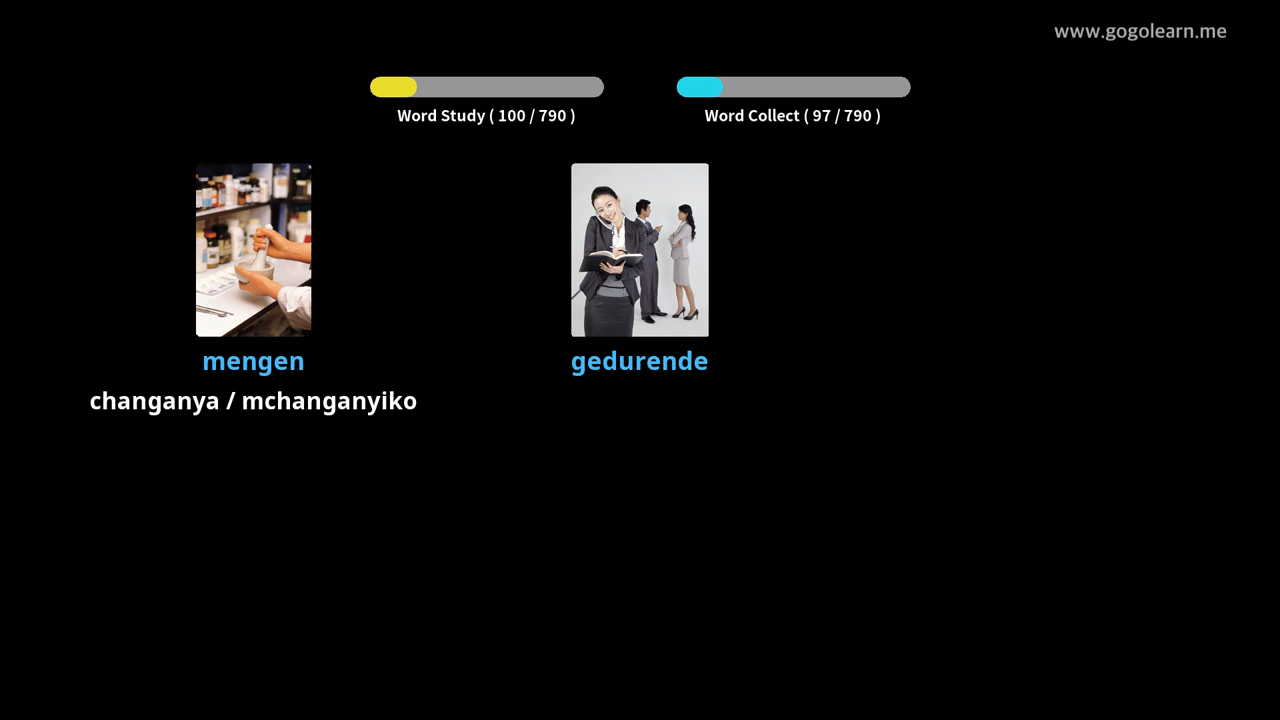 www.gogolearn.me
Word Study ( 100 / 790 )
Word Collect ( 97 / 790 )
mengen
gedurende
changanya / mchanganyiko